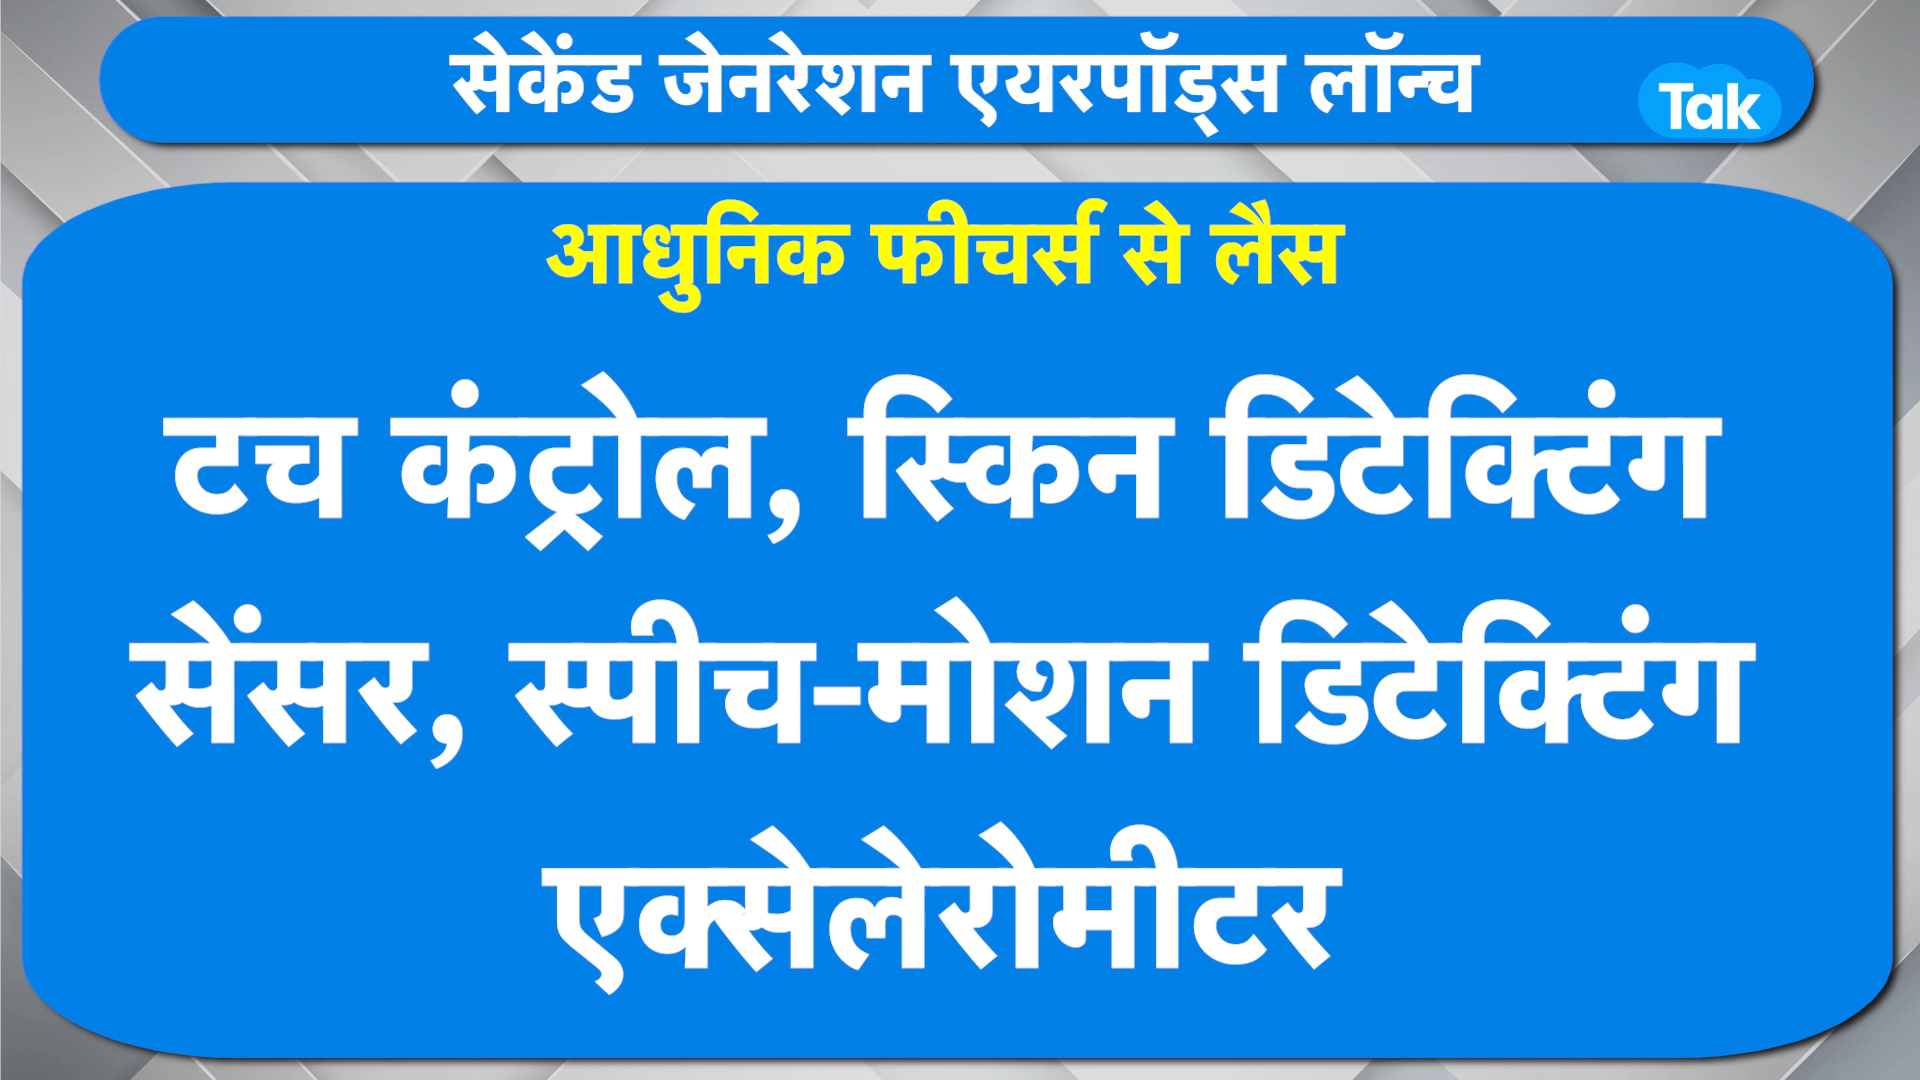 सेकेंड जेनरेशन एयरपॉड्स लॉन्च
Tak
आधुनिक फीचर्स से लैस
टच कंट्रोल, स्किन डिटेक्टिंग
सेंसर, स्पीच-मोशन डिटेक्टिंग
एक्सेलेरोमीटर